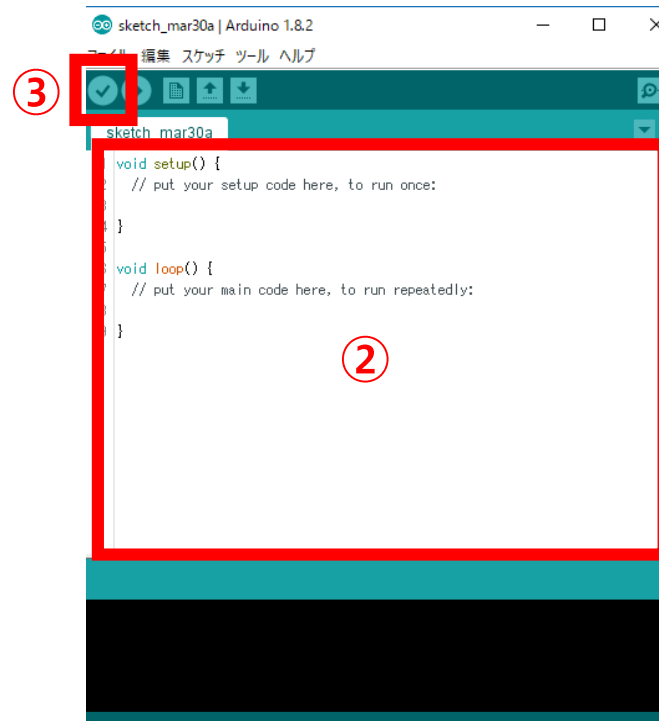 sketch_mar30a | Arduino 1.8.2
ファイル 編集 スケッチ ツール ヘルプ
③
sketch_mar30a
void setup() {
2 // put your setup code here, to run once:
}
void loop() {
// put your main code here, to run repeatedly:
}
②